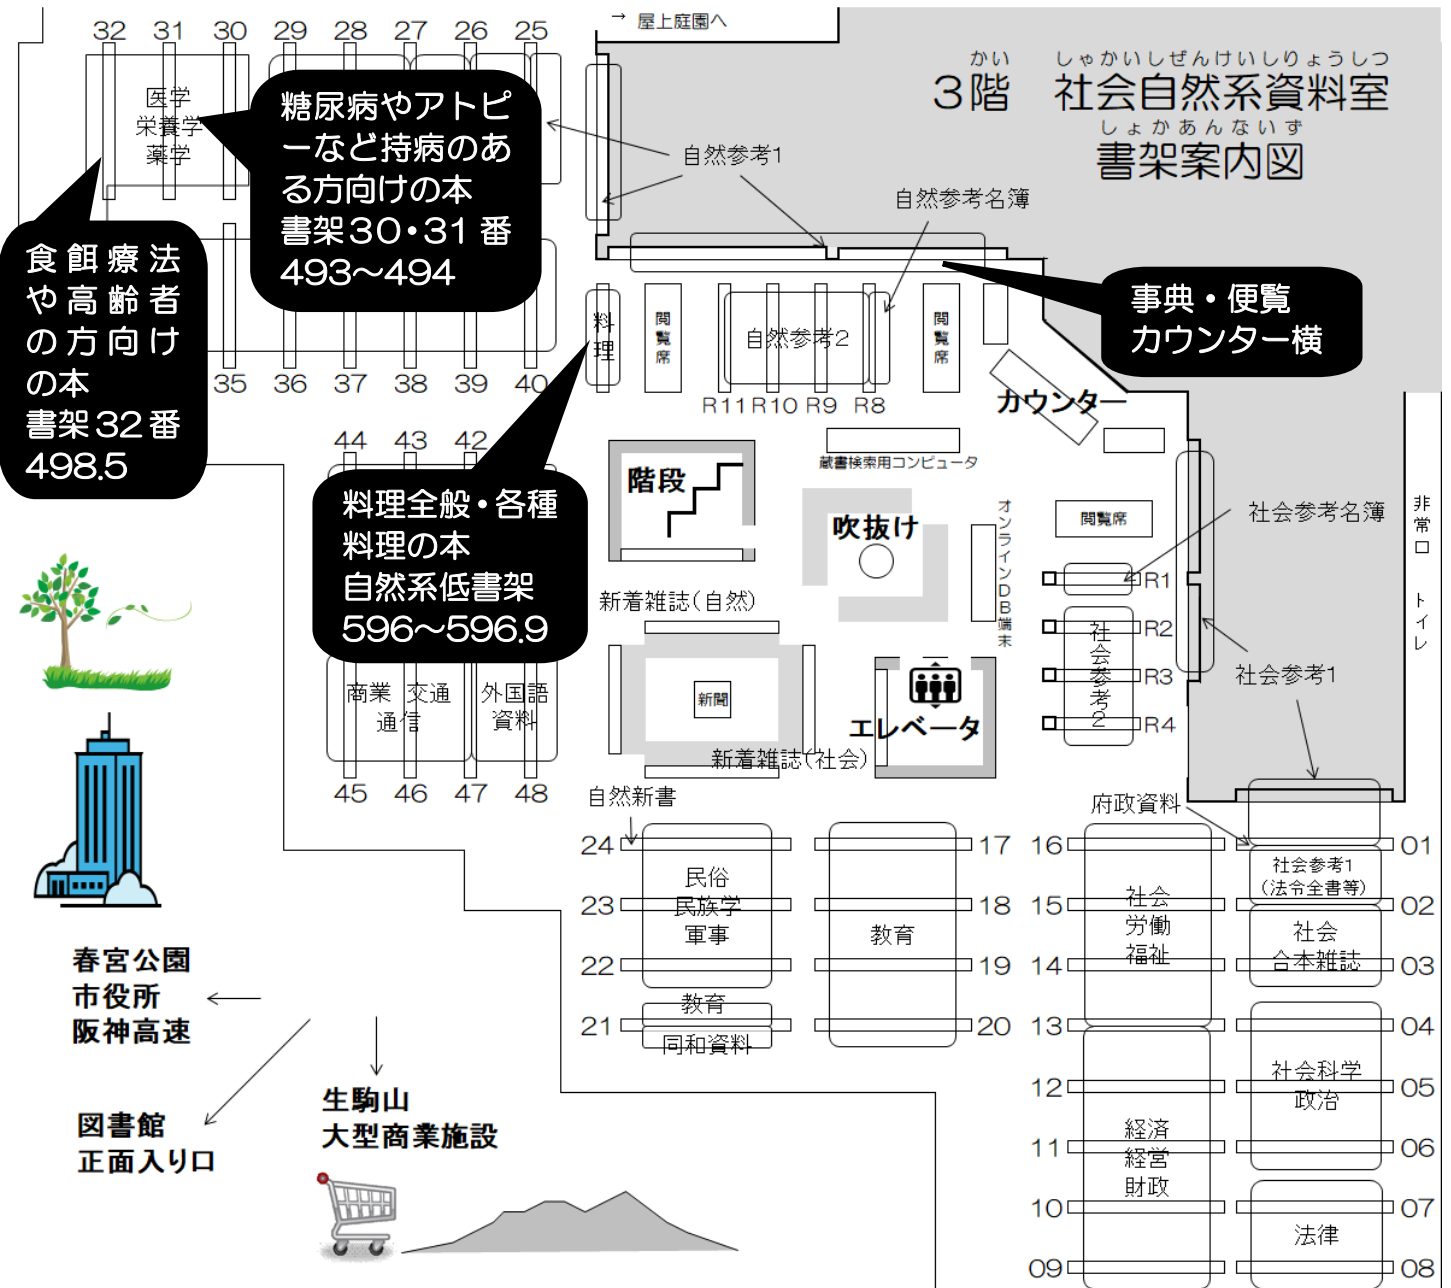 → 屋上庭園へ
かい しゃかいしぜんけいしりょうしつ
3階 社会自然系資料室
しょかあんないず
書架案内図
32 31 30 29 28 27 26 25
医学
栄養学
薬学
糖尿病やアトピ
ーなど持病のあ
る方向けの本
書架30・31番
493〜494
自然参考1
自然参考名簿
食餌療法
や高齢者
の方向け
の本
書架32番
498.5
事典・便覧
カウンター横
料理
閲覧席
自然参考2
閲覧席
35 36 37 38 39 40
R11 R10 R9 R8
カウンター
44 43 42
蔵書検索用コンピュータ
階段
料理全般・各種
料理の本
自然系低書架
596〜596.9
吹抜け
オンラインDB端末
閲覧席
社会参考名簿
非常口 トイレ
R1
R2
R3
R4
社会参考2
社会参考1
新着雑誌(自然)
新聞
新着雑誌(社会)
エレベータ
商業 交通
通信
外国語
資料
45 46 47 48
自然新書
府政資料
24 17 16 01
社会参考1
(法令全書等)
民俗
民族学
軍事
23 18 15 02
教育
社会
労働
福祉
社会
合本雑誌
22 19 14 03
教育
21 20 13 04
同和資料
社会科学
政治
12 05
経済
経営
財政
11 06
10 07
法律
09 08
春宮公園
市役所
阪神高速
図書館
正面入り口
生駒山
大型商業施設